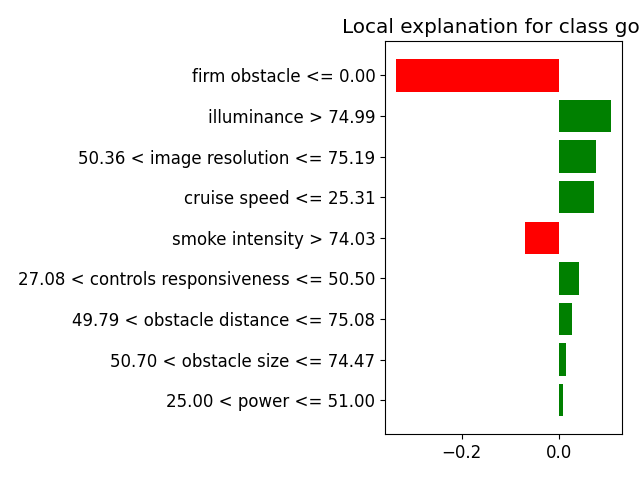 Local explanation for class go
firm obstacle <= 0.00
illuminance > 74.99
50.36 < image resolution <= 75.19
cruise speed <= 25.31
smoke intensity > 74.03
27.08 < controls responsiveness <= 50.50
49.79 < obstacle distance <= 75.08
50.70 < obstacle size <= 74.47
25.00 < power <= 51.00
−0.2 0.0